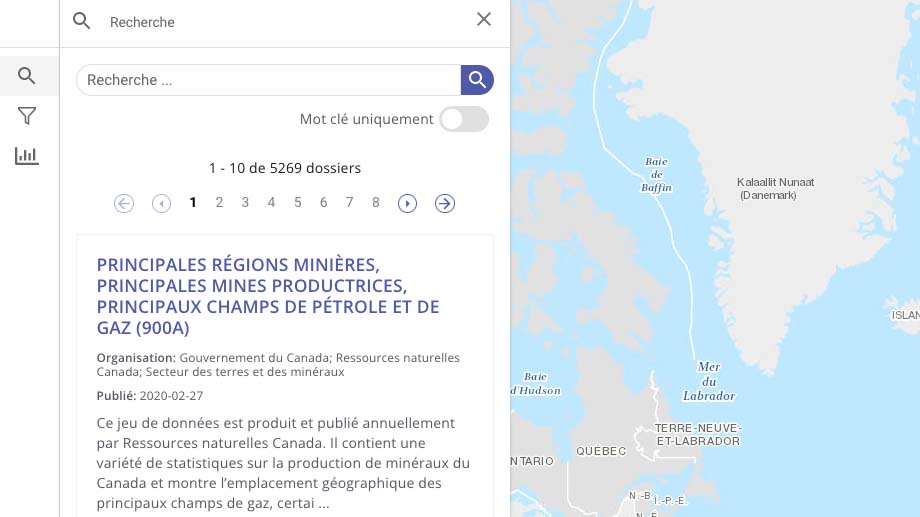 Recherche
Recherche ...
Mot clé uniquement
1 - 10 de 5269 dossiers
1 2 3 4 5 6 7 8
PRINCIPALES RÉGIONS MINIÈRES,
PRINCIPALES MINES PRODUCTRICES,
PRINCIPAUX CHAMPS DE PÉTROLE ET DE
GAZ (900A)
Organisation: Gouvernement du Canada; Ressources naturelles
Canada; Secteur des terres et des minéraux
Publié: 2020-02-27
Ce jeu de données est produit et publié annuellement
par Ressources naturelles Canada. Il contient une
variété de statistiques sur la production de minéraux du
Canada et montre l’emplacement géographique des
principaux champs de gaz, certai ...
Baie
de
Baffin
Kalaallit Nunaat
(Danemark)
ISLAN
Mer
du
Labrador
Baie
d'Hudson
TERRE-NEUVE-
ET-LABRADOR
QUÉBEC
NTARIO
N.-B
I.-P.-É.
N.-É